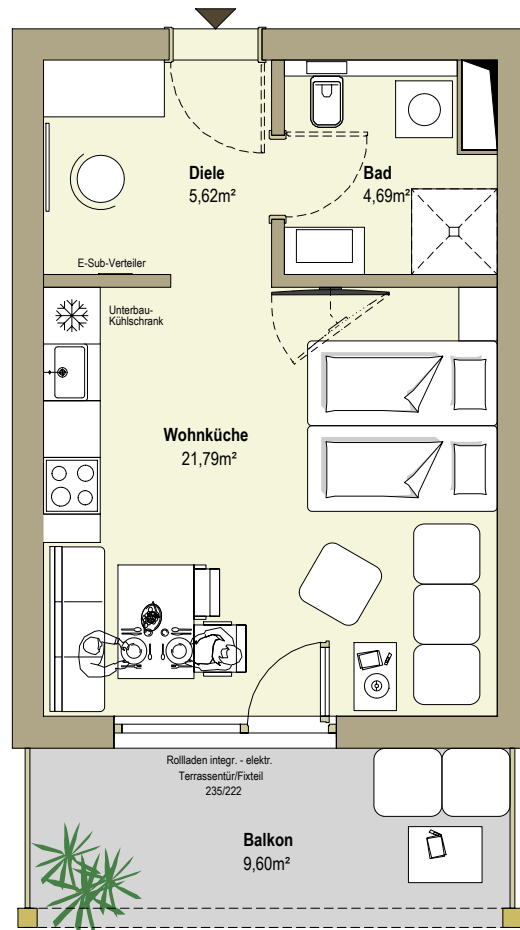 Diele
5,62m²
Bad
4,69m²
E-Sub-Verteiler
Unterbau-
Kühlschrank
Wohnküche
21,79m²
Rollladen integr. - elektr.
Terrassentür/Fixteil
235/222
Balkon
9,60m²